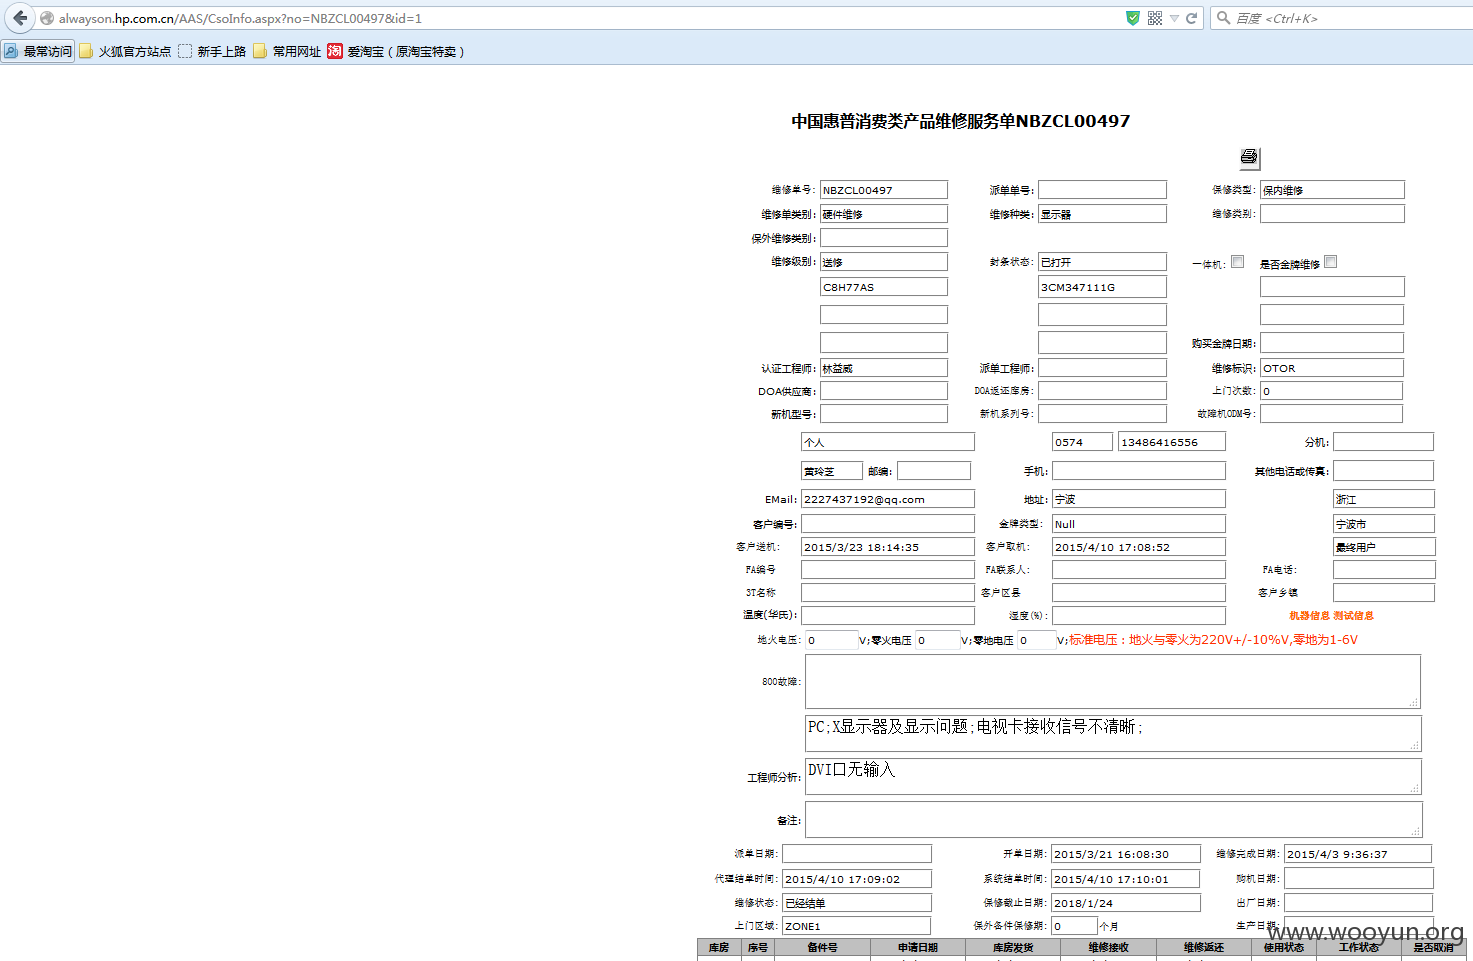 alwayson.hp.com.cn/AAS/CsoInfo.aspx?no=NBZCL00497&id=1 百度 <Ctrl+K>
最常访问 火狐官方站点 新手上路 常用网址 淘 爱淘宝（原淘宝特卖）
中国惠普消费类产品维修服务单NBZCL00497
维修单号: NBZCL00497 派单单号: 保修类型: 保内维修
维修单类别: 硬件维修 维修种类: 显示器 维修类别:
保外维修类别:
维修级别: 送修 封条状态: 已打开 一体机: 是否金牌维修
C8H77AS 3CM347111G
购买金牌日期:
认证工程师: 林益威 派单工程师: 维修标识: OTOR
DOA供应商: DOA返还库房: 上门次数: 0
新机型号: 新机系列号: 故障机ODM号:
个人 0574 13486416556 分机:
黄玲芝 邮编: 手机: 其他电话或传真:
EMail: 2227437192@qq.com 地址: 宁波 浙江
客户编号: 金牌类型: Null 宁波市
客户送机: 2015/3/23 18:14:35 客户取机: 2015/4/10 17:08:52 最终用户
FA编号 FA联系人: FA电话:
3T名称 客户区县 客户乡镇
温度(华氏): 湿度(%): 机器信息 测试信息
地火电压: 0 V;零火电压 0 V;零地电压 0 V;标准电压：地火与零火为220V+/-10%V,零地为1-6V
800故障:
PC;X显示器及显示问题;电视卡接收信号不清晰;
工程师分析: DVI口无输入
备注:
派单日期: 开单日期: 2015/3/21 16:08:30 维修完成日期: 2015/4/3 9:36:37
代理结单时间: 2015/4/10 17:09:02 系统结单时间: 2015/4/10 17:10:01 购机日期:
维修状态: 已经结单 保修截止日期: 2018/1/24 出厂日期:
上门区域: ZONE1 保外备件保修期: 0 个月 生产日期:
www.wooyun.org
库房 序号 备件号 申请日期 库房发货 维修接收 维修返还 使用状态 工作状态 是否取消